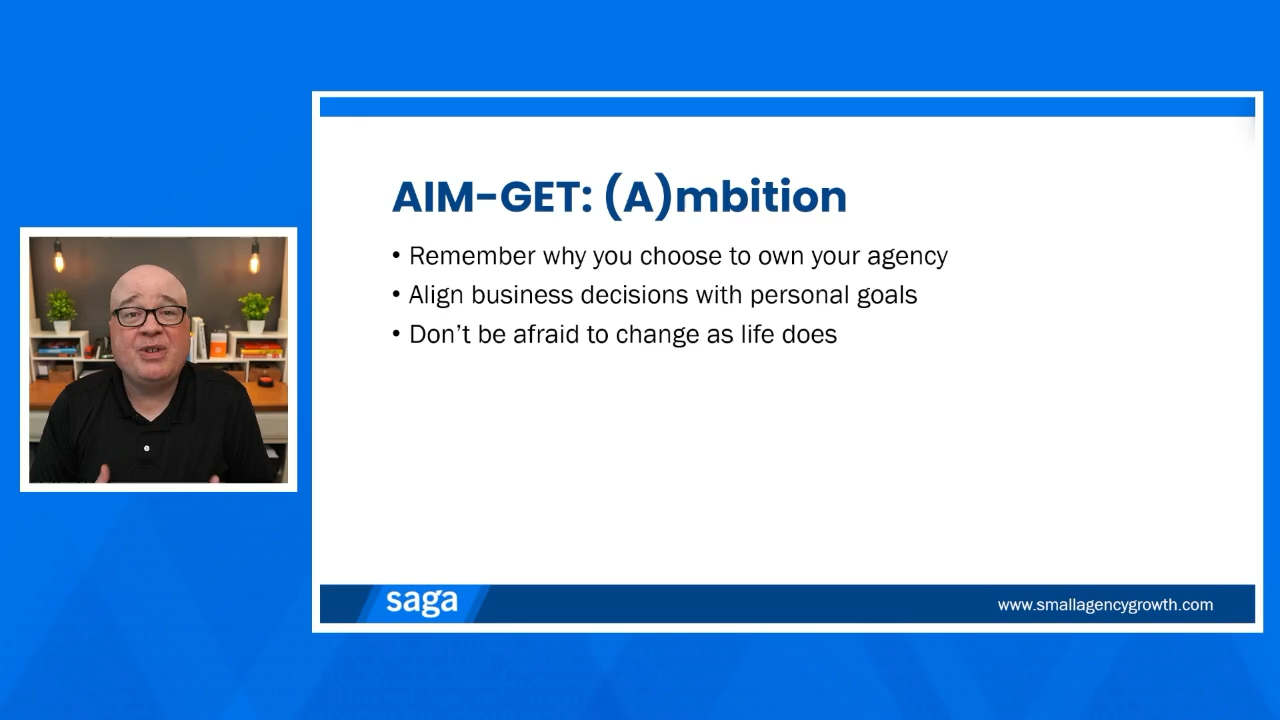 AIM-GET: (A)mbition
• Remember why you choose to own your agency
• Align business decisions with personal goals
• Don't be afraid to change as life does
saga
www.smallagencygrowth.com